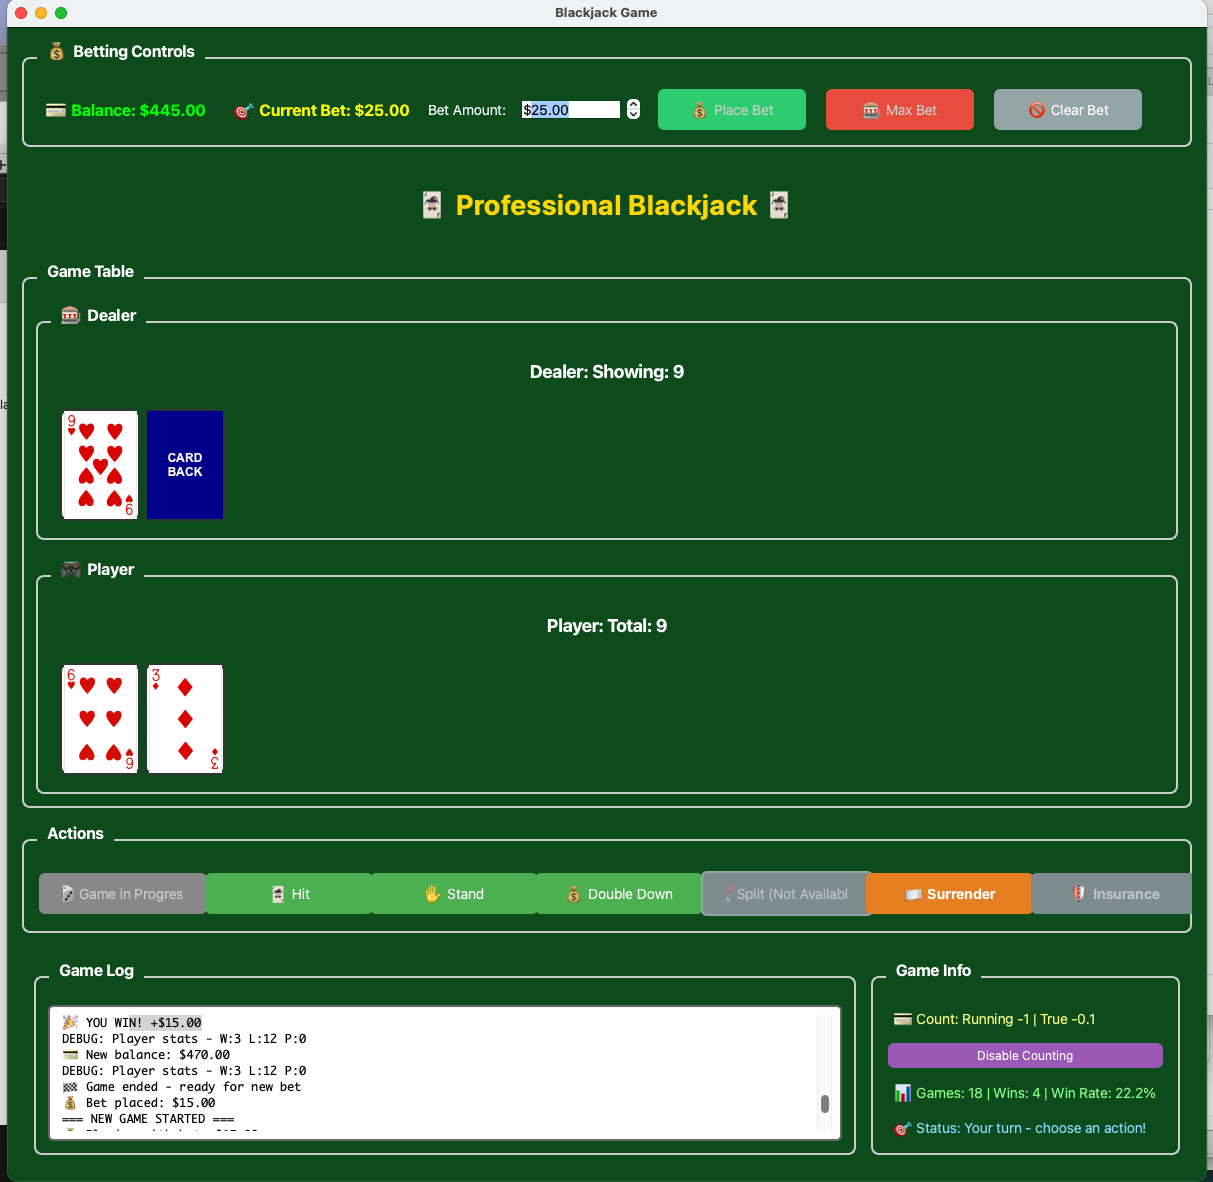 Blackjack Game
Betting Controls
Balance: $445.00
Current Bet: $25.00
Bet Amount:
$25.00
Place Bet
Max Bet
Clear Bet
Professional Blackjack
Game Table
Dealer
Dealer: Showing: 9
9
CARD
BACK
9
Player
Player: Total: 9
6
3
6
3
Actions
Game in Progres
Hit
Stand
Double Down
Split (Not Availabl
Surrender
Insurance
Game Log
YOU WIN! +$15.00
DEBUG: Player stats - W:3 L:12 P:0
New balance: $470.00
DEBUG: Player stats - W:3 L:12 P:0
Game ended - ready for new bet
Bet placed: $15.00
=== NEW GAME STARTED ===
Game Info
Count: Running -1 | True -0.1
Disable Counting
Games: 18 | Wins: 4 | Win Rate: 22.2%
Status: Your turn - choose an action!